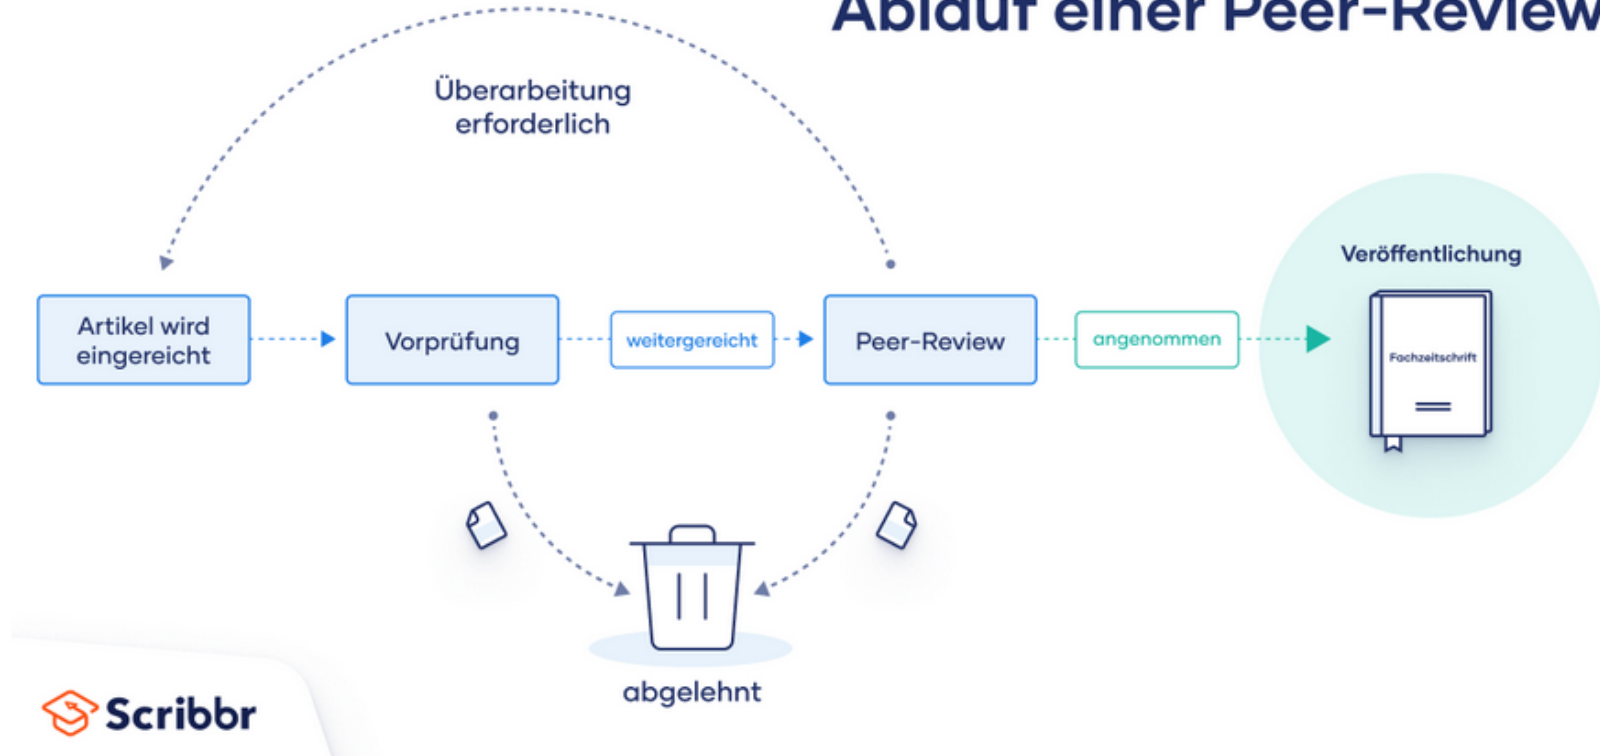 Ablauf einer Peer-Review
Überarbeitung
erforderlich
Artikel wird
eingereicht
Vorprüfung
weitergereicht
Peer-Review
angenommen
Veröffentlichung
Fachzeitschrift
abgelehnt
Scribbr